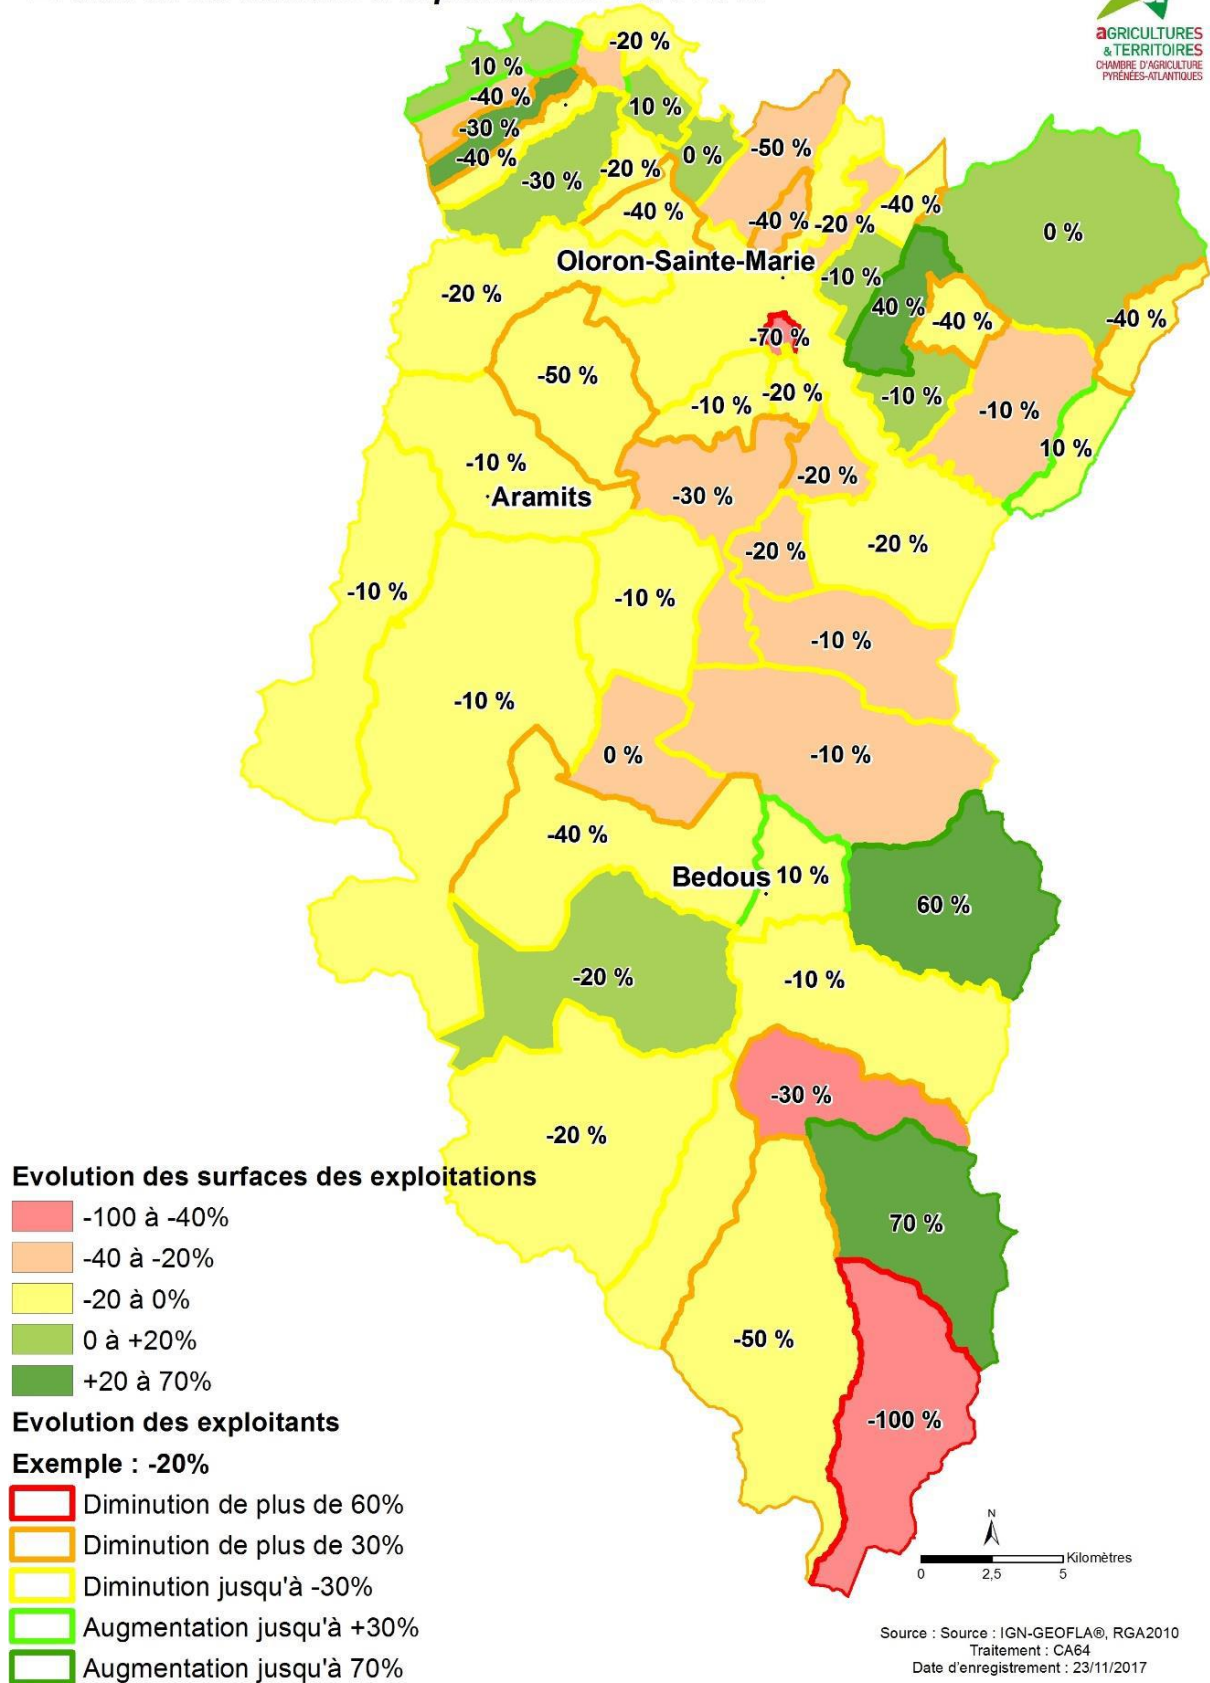 aGRICULTURES
& TERRITOIRES
CHAMBRE D'AGRICULTURE
PYRÉNÉES-ATLANTIQUES
-20 %
10 %
-40 %
10 %
-30 %
-50 %
-40 %
0 %
-20 %
-30 %
-40 %
-40 %
-40 %
-20 %
0 %
Oloron-Sainte-Marie
-10 %
-20 %
40 %
-40 %
-40 %
-70 %
-50 %
-20 %
-10 %
-10 %
-10 %
10 %
-10 %
-20 %
Aramits
-30 %
-20 %
-20 %
-10 %
-10 %
-10 %
-10 %
0 %
-10 %
-40 %
Bedous
10 %
60 %
-20 %
-10 %
-30 %
-20 %
70 %
-50 %
-100 %
Evolution des surfaces des exploitations
-100 à -40%
-40 à -20%
-20 à 0%
0 à +20%
+20 à 70%
Evolution des exploitants
Exemple : -20%
Diminution de plus de 60%
Diminution de plus de 30%
Diminution jusqu'à -30%
Augmentation jusqu'à +30%
Augmentation jusqu'à 70%
N
Kilomètres
0 2,5 5
Source : Source : IGN-GEOFLA®, RGA2010
Traitement : CA64
Date d'enregistrement : 23/11/2017